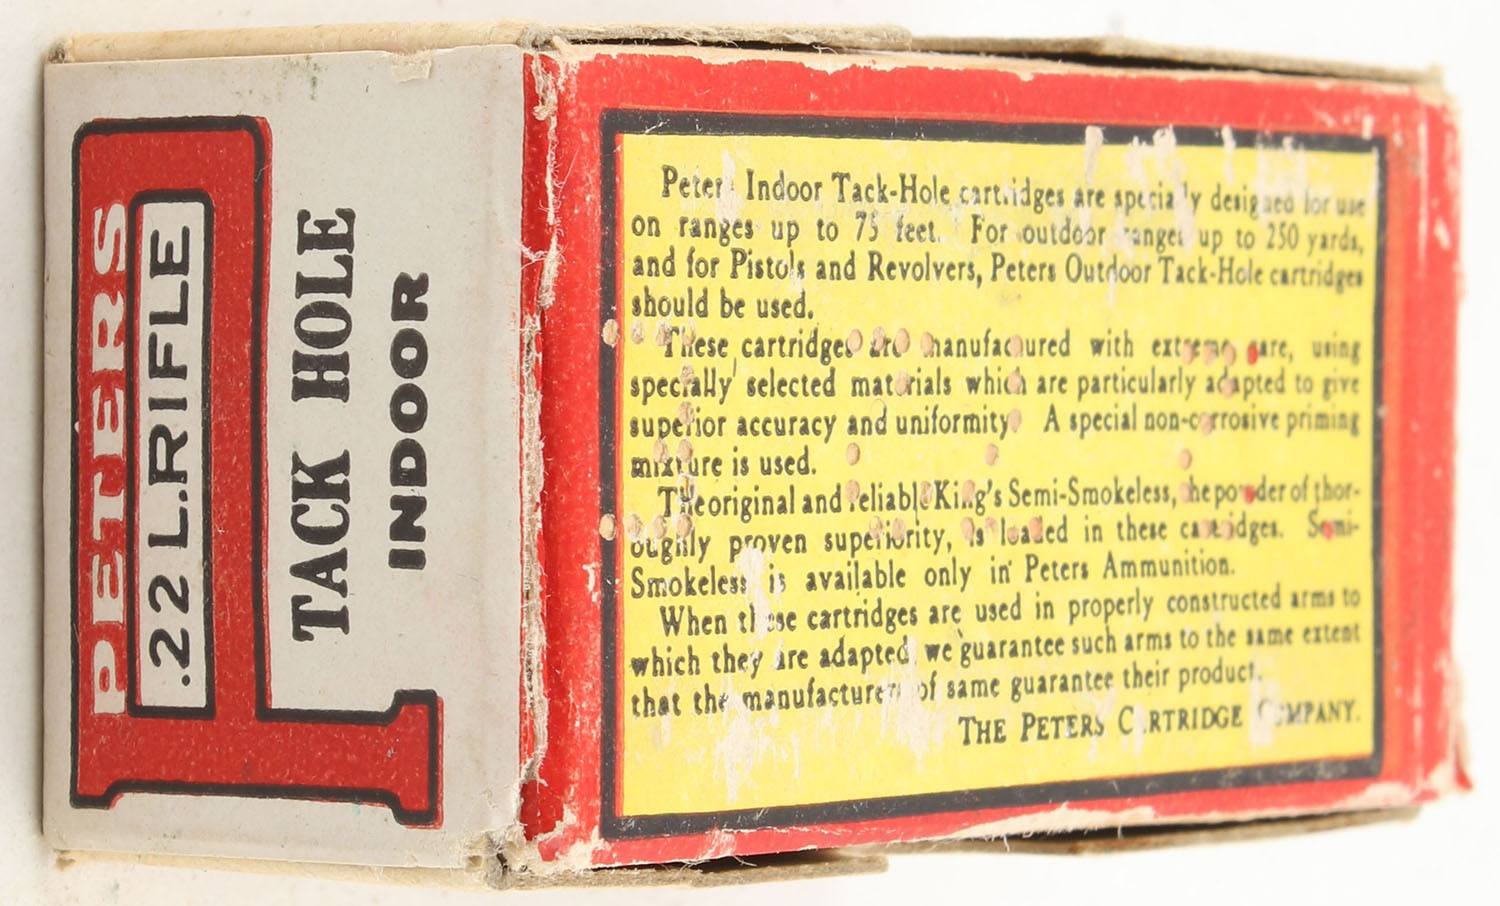 PETERS
.22 L.RIFLE
TACK HOLE
INDOOR
Peters Indoor Tack-Hole cartridges are specially designed for use
on ranges up to 75 feet. For outdoor ranges up to 250 yards,
and for Pistols and Revolvers, Peters Outdoor Tack-Hole cartridges
should be used.
These cartridges are manufactured with extreme care, using
specially selected materials which are particularly adapted to give
superior accuracy and uniformity. A special non-corrosive priming
mixture is used.
The original and reliable King's Semi-Smokeless, the powder of thor-
oughly proven superiority, is loaded in these cartridges. Semi-
Smokeless is available only in Peters Ammunition.
When these cartridges are used in properly constructed arms to
which they are adapted we guarantee such arms to the same extent
that the manufacturers of same guarantee their product.
THE PETERS CARTRIDGE COMPANY.